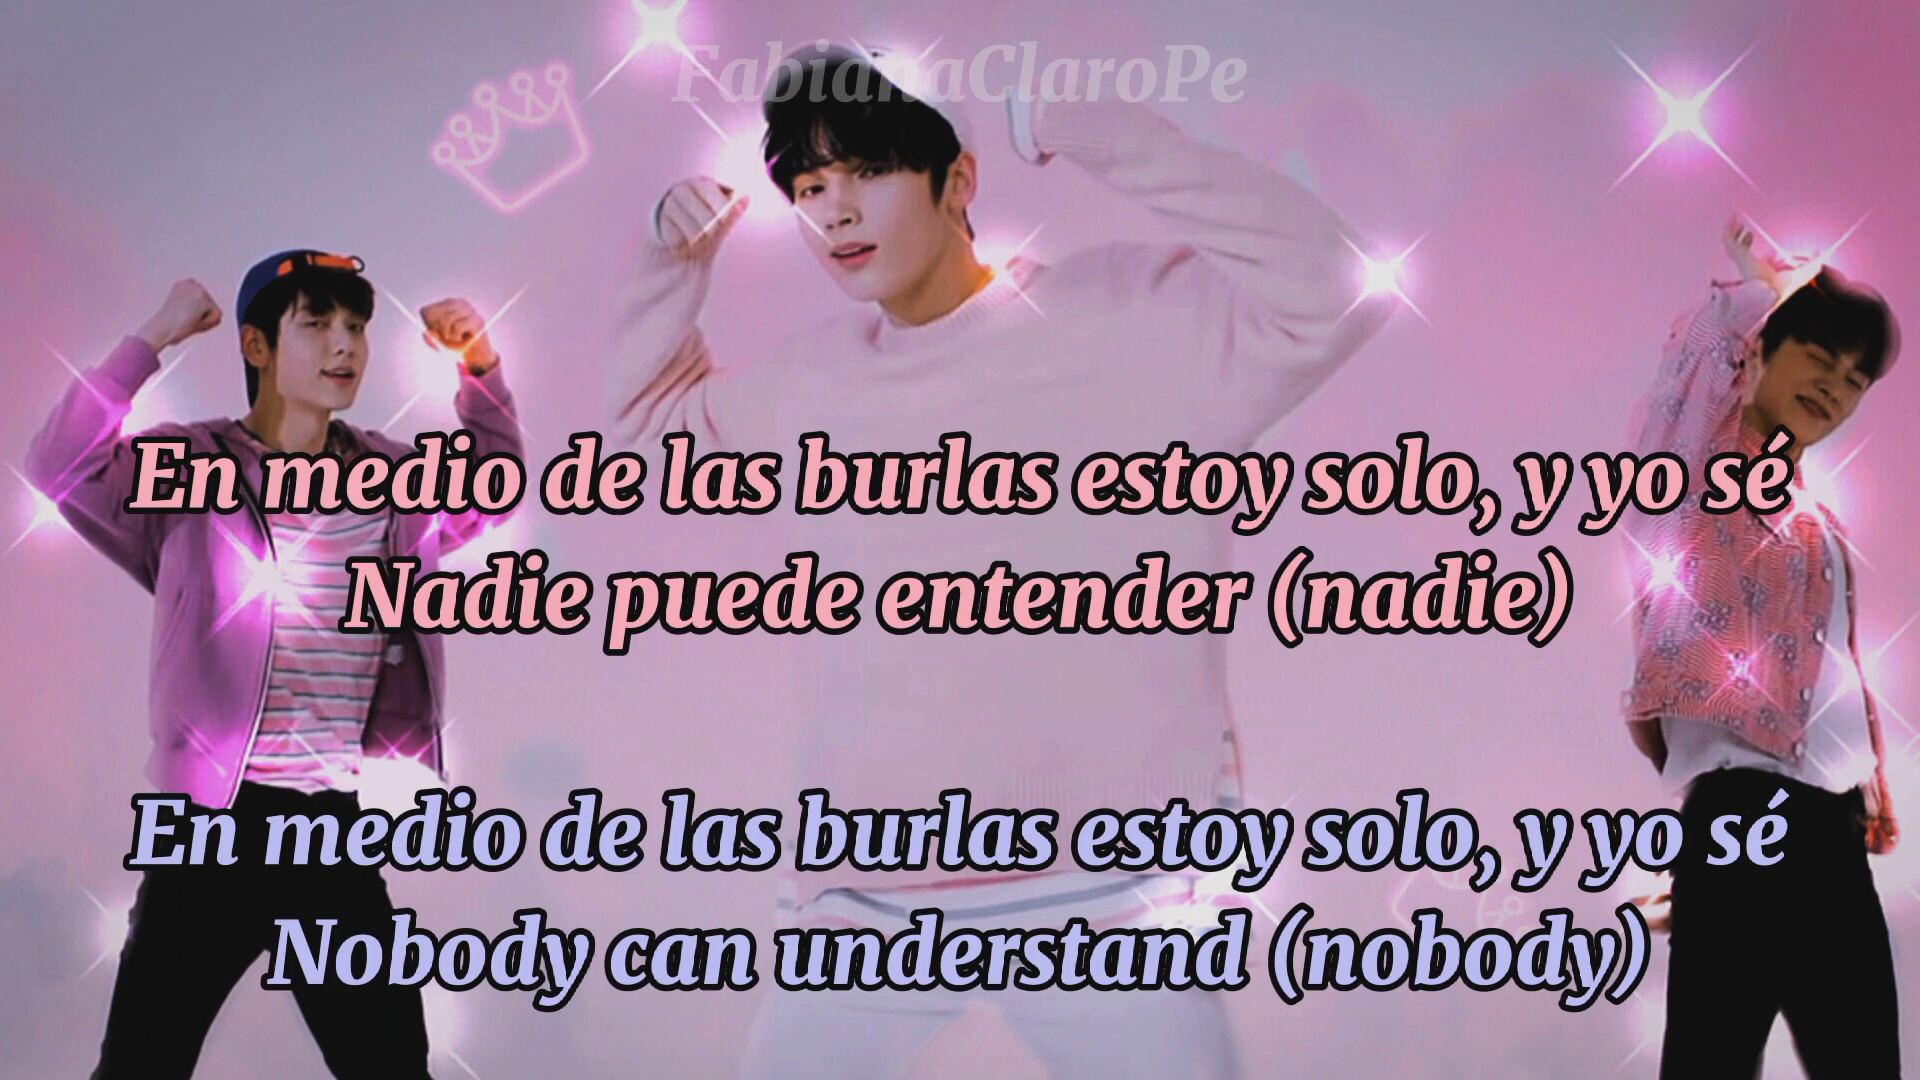 FabianaClaroPe
En medio de las burlas estoy solo, y yo sé
Nadie puede entender (nadie)
En medio de las burlas estoy solo, y yo sé
Nobody can understand (nobody)